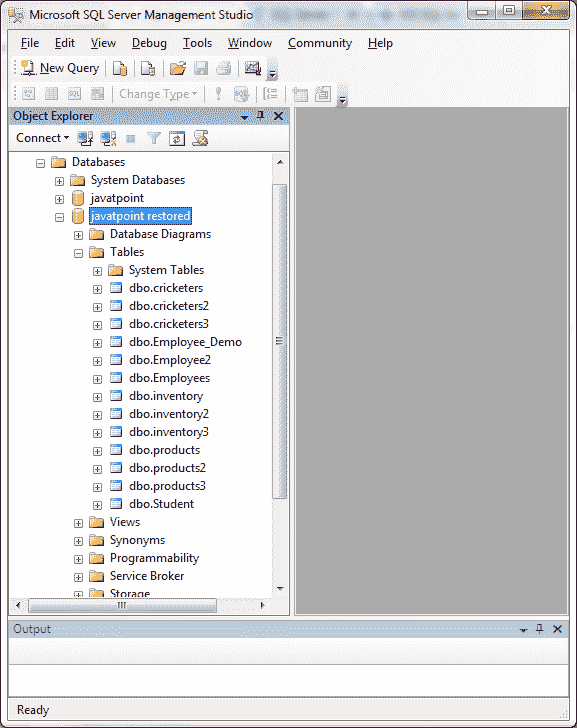 Microsoft SQL Server Management Studio
File Edit View Debug Tools Window Community Help
New Query
Change Type
Object Explorer
Connect
Databases
System Databases
javatpoint
javatpoint restored
Database Diagrams
Tables
System Tables
dbo.cricketers
dbo.cricketers2
dbo.cricketers3
dbo.Employee_Demo
dbo.Employee2
dbo.Employees
dbo.inventory
dbo.inventory2
dbo.inventory3
dbo.products
dbo.products2
dbo.products3
dbo.Student
Views
Synonyms
Programmability
Service Broker
Storage
Output
Ready